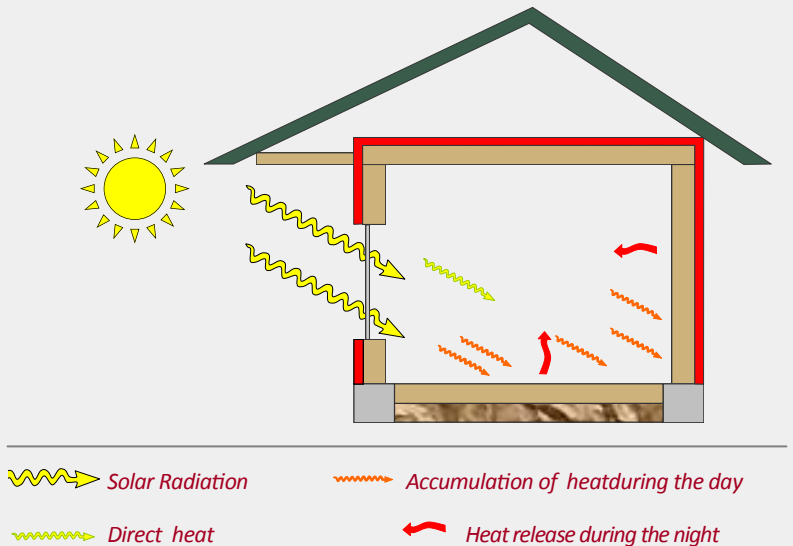 Solar Radiation
Accumulation of heatduring the day
Direct heat
Heat release during the night